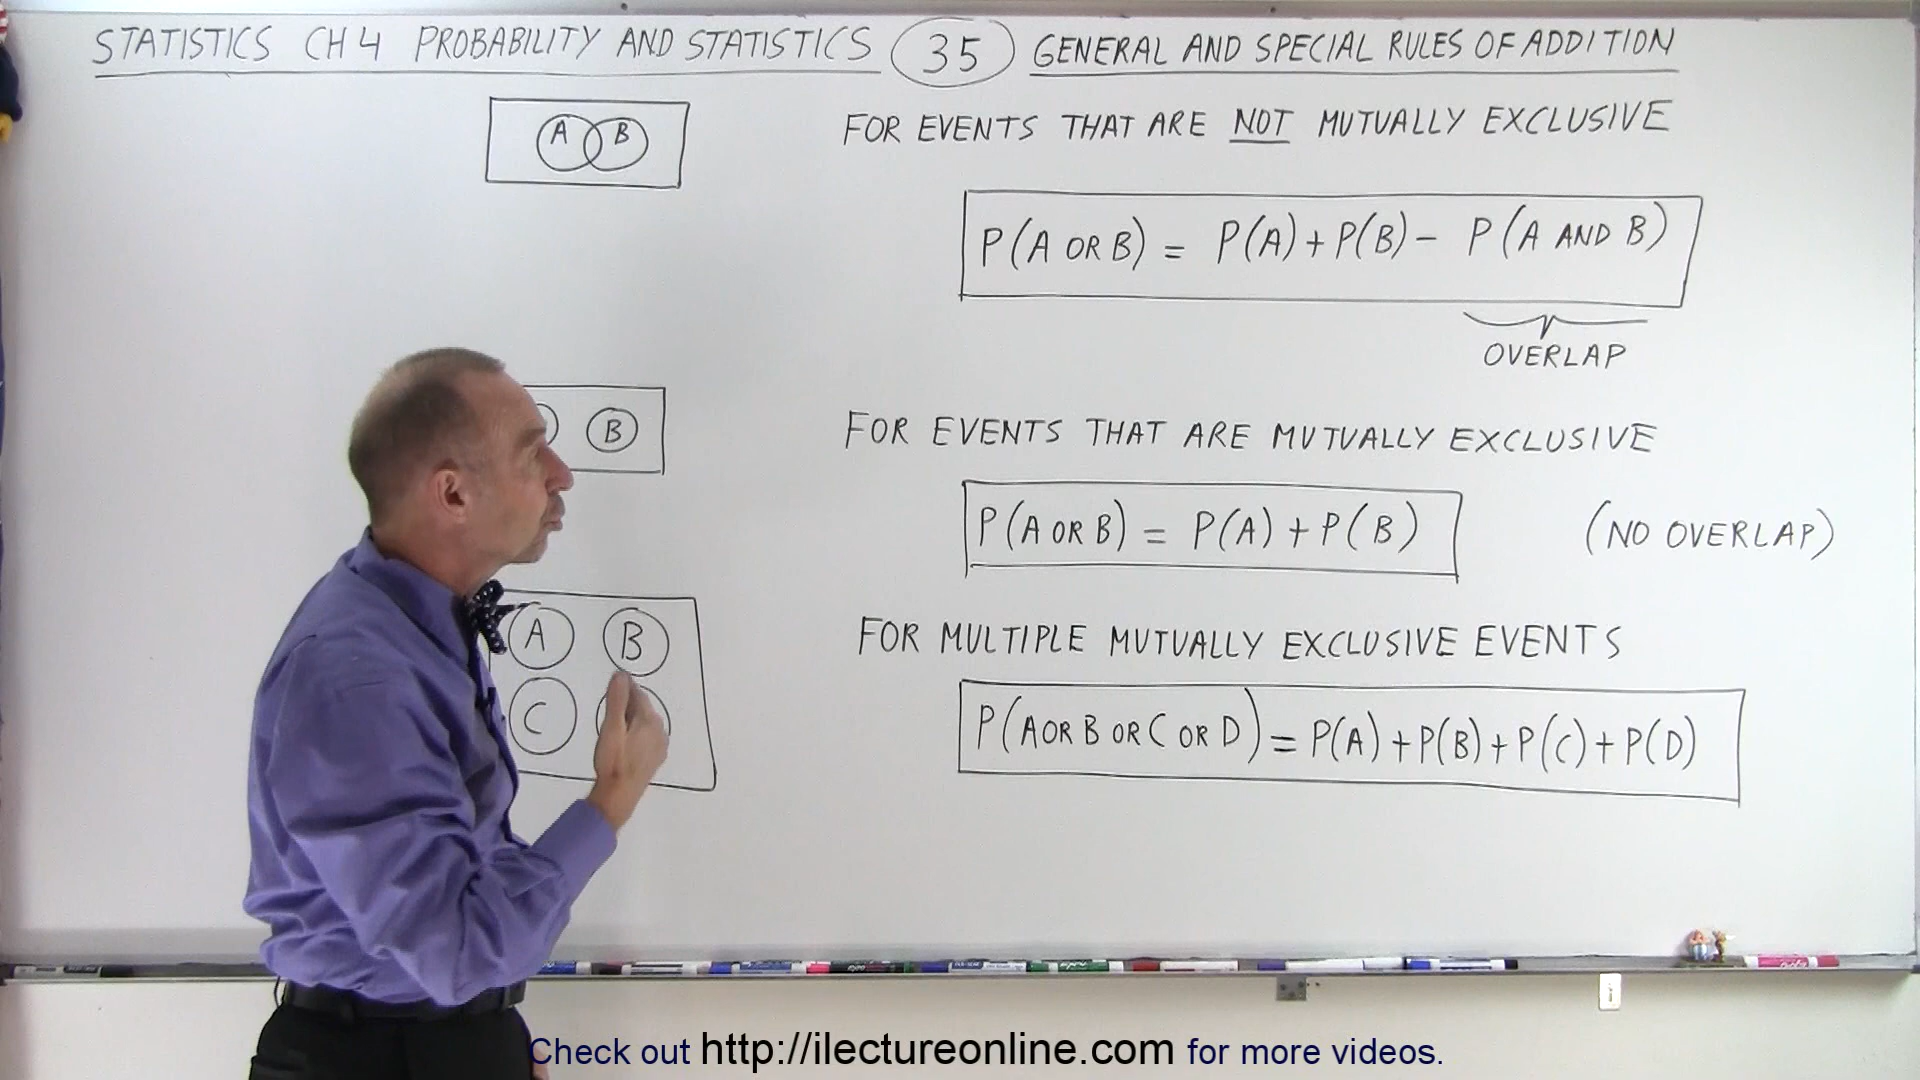 STATISTICS CH 4 PROBABILITY AND STATISTICS 35 GENERAL AND SPECIAL RULES OF ADDITION
A B
FOR EVENTS THAT ARE NOT MUTUALLY EXCLUSIVE
P(A OR B) = P(A) + P(B) - P(A AND B)
OVERLAP
B
FOR EVENTS THAT ARE MUTUALLY EXCLUSIVE
P(A OR B) = P(A) + P(B) (NO OVERLAP)
A B
C
FOR MULTIPLE MUTUALLY EXCLUSIVE EVENTS
P(A OR B OR C OR D) = P(A) + P(B) + P(C) + P(D)
Check out http://ilectureonline.com for more videos.